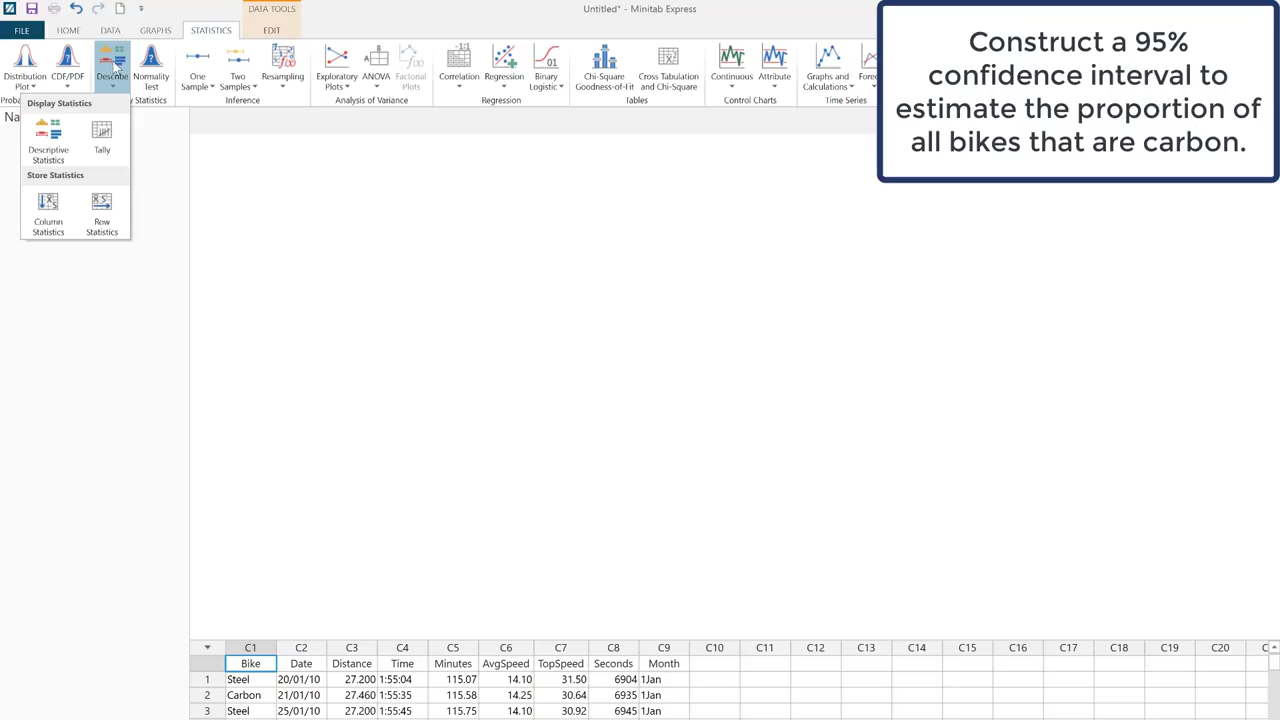 DATA TOOLS
Untitled* - Minitab Express
FILE HOME DATA GRAPHS STATISTICS EDIT
Distribution Plot
CDF/PDF
Describe
Normality Test
One Sample
Two Samples
Resampling
Exploratory Plots
ANOVA
Factorial Plots
Correlation
Regression
Binary Logistic
Chi-Square Goodness-of-Fit
Cross Tabulation and Chi-Square
Continuous
Attribute
Graphs and Calculations
Statistics
Inference
Analysis of Variance
Regression
Tables
Control Charts
Time Series
Na
Display Statistics
Descriptive Statistics
Tally
Store Statistics
Column Statistics
Row Statistics
Construct a 95%
confidence interval to
estimate the proportion of
all bikes that are carbon.
C1 C2 C3 C4 C5 C6 C7 C8 C9 C10 C11 C12 C13 C14 C15 C16 C17 C18 C19 C20
Bike Date Distance Time Minutes AvgSpeed TopSpeed Seconds Month
1 Steel 20/01/10 27.200 1:55:04 115.07 14.10 31.50 6904 1Jan
2 Carbon 21/01/10 27.460 1:55:35 115.58 14.25 30.64 6935 1Jan
3 Steel 25/01/10 27.200 1:55:45 115.75 14.10 30.92 6945 1Jan